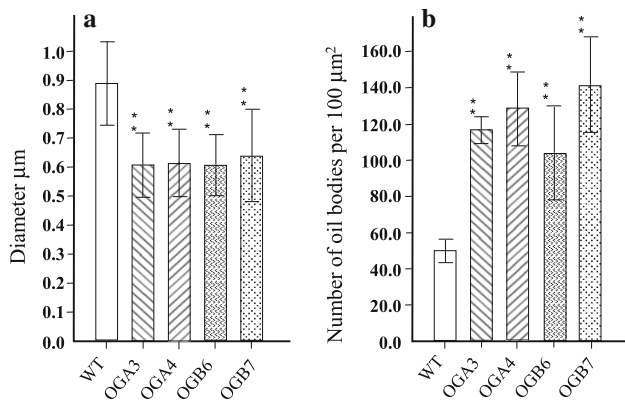 a
Diameter µm
1.0
0.9
0.8
0.7
0.6
0.5
0.4
0.3
0.2
0.1
0.0
**
**
**
**
WT
OGA3
OGA4
OGB6
OGB7
b
Number of oil bodies per 100 µm²
160.0
140.0
120.0
100.0
80.0
60.0
40.0
20.0
0.0
**
**
**
**
WT
OGA3
OGA4
OGB6
OGB7